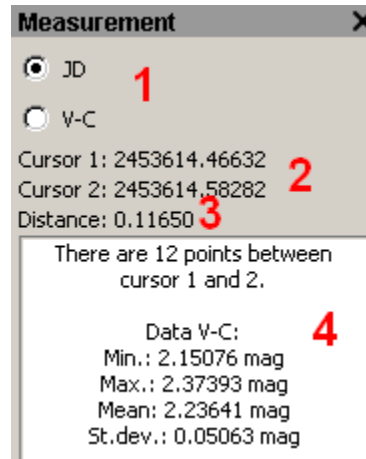 Measurement X
JD
1
V-C
Cursor 1: 2453614.46632
Cursor 2: 2453614.58282
2
Distance: 0.11650
3
There are 12 points between
cursor 1 and 2.
Data V-C:
4
Min.: 2.15076 mag
Max.: 2.37393 mag
Mean: 2.23641 mag
St.dev.: 0.05063 mag